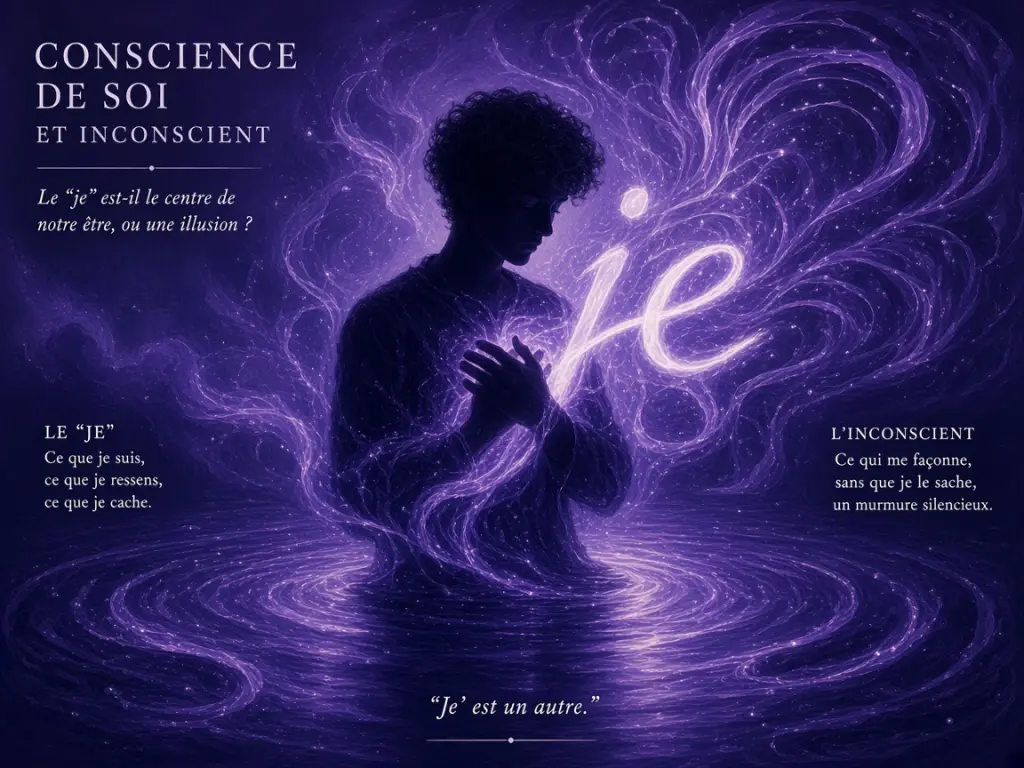 CONSCIENCE
DE SOI
ET INCONSCIENT
Le “je” est-il le centre de
notre être, ou une illusion ?
je
LE “JE”
Ce que je suis,
ce que je ressens,
ce que je cache.
L’INCONSCIENT
Ce qui me façonne,
sans que je le sache,
un murmure silencieux.
“Je’ est un autre.”